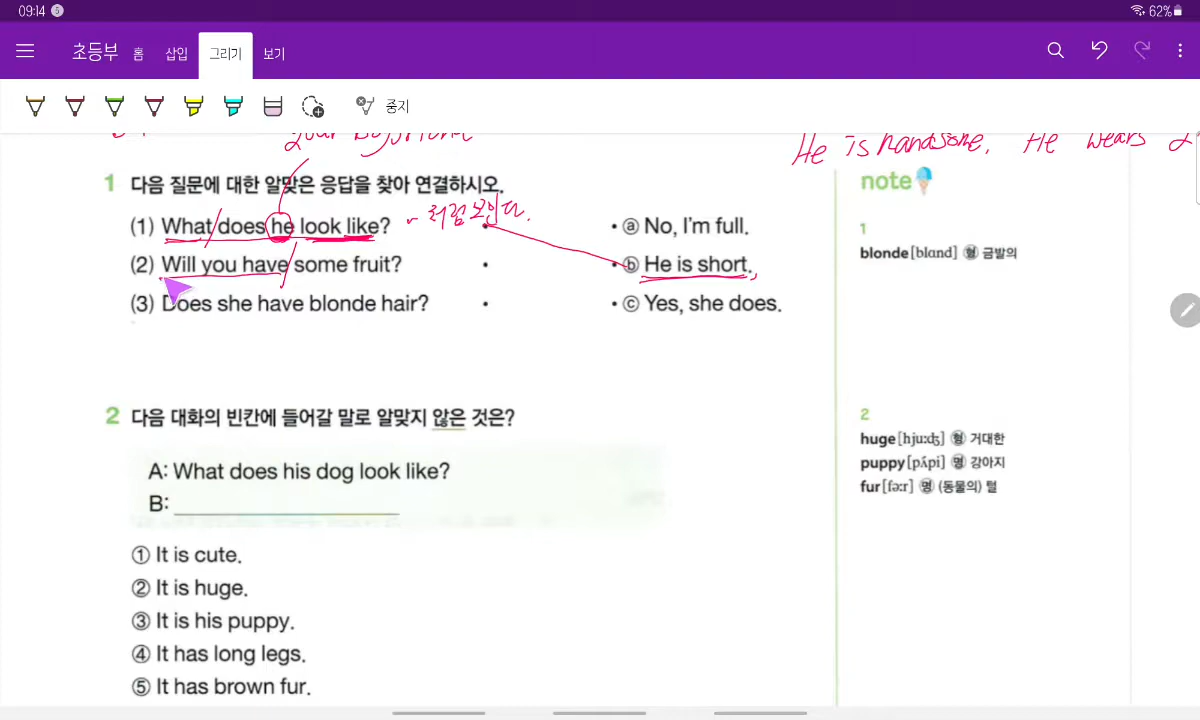 09:14 5 62%
초등부 홈 삽입 그리기 보기
중지
your boyfriend
He is handsome. He wears
1 다음 질문에 대한 알맞은 응답을 찾아 연결하시오.
(1) What does he look like? ~처럼 보인다.
(2) Will you have some fruit?
(3) Does she have blonde hair?
ⓐ No, I'm full.
ⓑ He is short.
ⓒ Yes, she does.
note
1
blonde[blɑnd] 형 금발의
2 다음 대화의 빈칸에 들어갈 말로 알맞지 않은 것은?
A: What does his dog look like?
B:
① It is cute.
② It is huge.
③ It is his puppy.
④ It has long legs.
⑤ It has brown fur.
2
huge[hjuːdʒ] 형 거대한
puppy[pʌ́pi] 명 강아지
fur[fəːr] 명 (동물의) 털